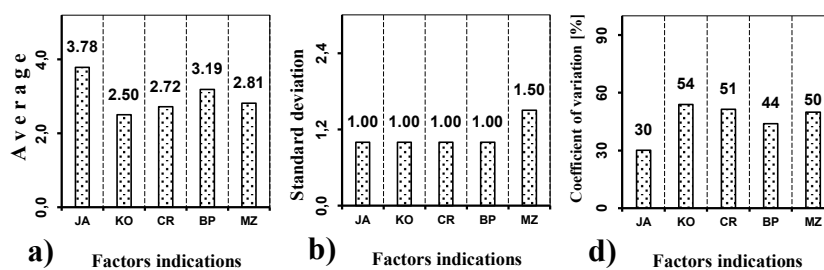 Average
4,0
2,0
0,0
3.78
2.50
2.72
3.19
2.81
JA KO CR BP MZ
a) Factors indications
Standard deviation
2,4
1,2
0,0
1.00 1.00 1.00 1.00 1.50
JA KO CR BP MZ
b) Factors indications
Coefficient of variation [%]
90
60
30
0
30
54
51
44
50
JA KO CR BP MZ
d) Factors indications